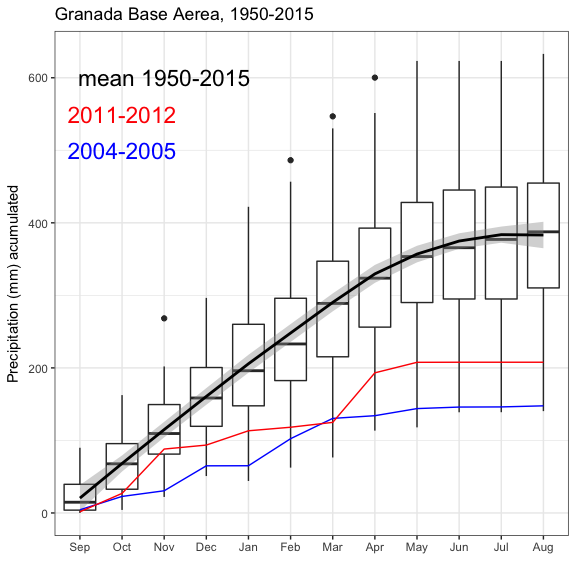 Granada Base Aerea, 1950-2015
mean 1950-2015
2011-2012
2004-2005
Precipitation (mm) acumulated
600
400
200
0
Sep Oct Nov Dec Jan Feb Mar Apr May Jun Jul Aug